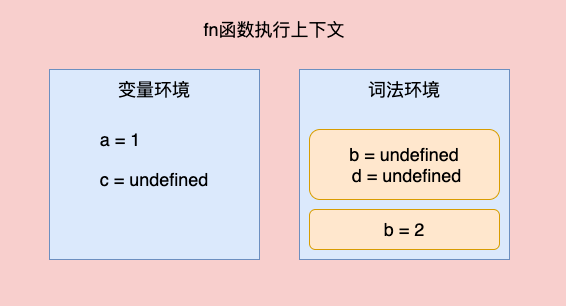 fn函数执行上下文
变量环境
a = 1
c = undefined
词法环境
b = undefined
d = undefined
b = 2